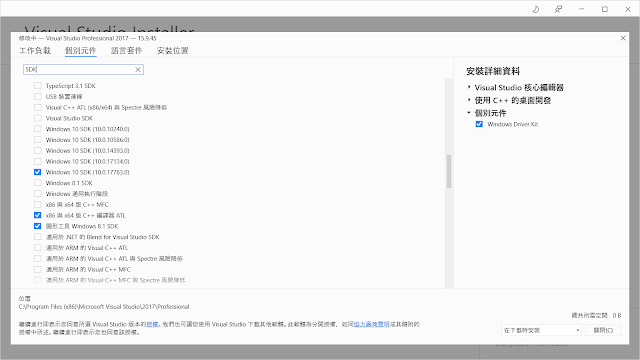 Visual Studio Installer
修改中 — Visual Studio Professional 2017 — 15.9.45
工作負載 個別元件 語言套件 安裝位置
SDK
TypeScript 3.1 SDK
USB 裝置連線
Visual C++ ATL (x86/x64) 與 Spectre 風險降低
Visual Studio SDK
Windows 10 SDK (10.0.10240.0)
Windows 10 SDK (10.0.10586.0)
Windows 10 SDK (10.0.14393.0)
Windows 10 SDK (10.0.17134.0)
Windows 10 SDK (10.0.17763.0)
Windows 8.1 SDK
Windows 通用執行階段
x86 與 x64 版 C++ MFC
x86 與 x64 版 C++ 編譯器 ATL
圖形工具 Windows 8.1 SDK
適用於 .NET 的 Blend for Visual Studio SDK
適用於 ARM 的 Visual C++ ATL
適用於 ARM 的 Visual C++ ATL 與 Spectre 風險降低
適用於 ARM 的 Visual C++ MFC
適用於 ARM 的 Visual C++ MFC 與 Spectre 風險降低
安裝詳細資料
Visual Studio 核心編輯器
使用 C++ 的桌面開發
個別元件
Windows Driver Kit
位置
C:\Program Files (x86)\Microsoft Visual Studio\2017\Professional
總共所需空間 0 B
繼續進行即表示您同意所選 Visual Studio 版本的授權。我們也可讓您使用 Visual Studio 下載其他軟體。此軟體為分開授權，如同協力廠商聲明或其隨附的
授權中所述。繼續進行即表示您也同意該授權。
在下載時安裝 關閉(C)